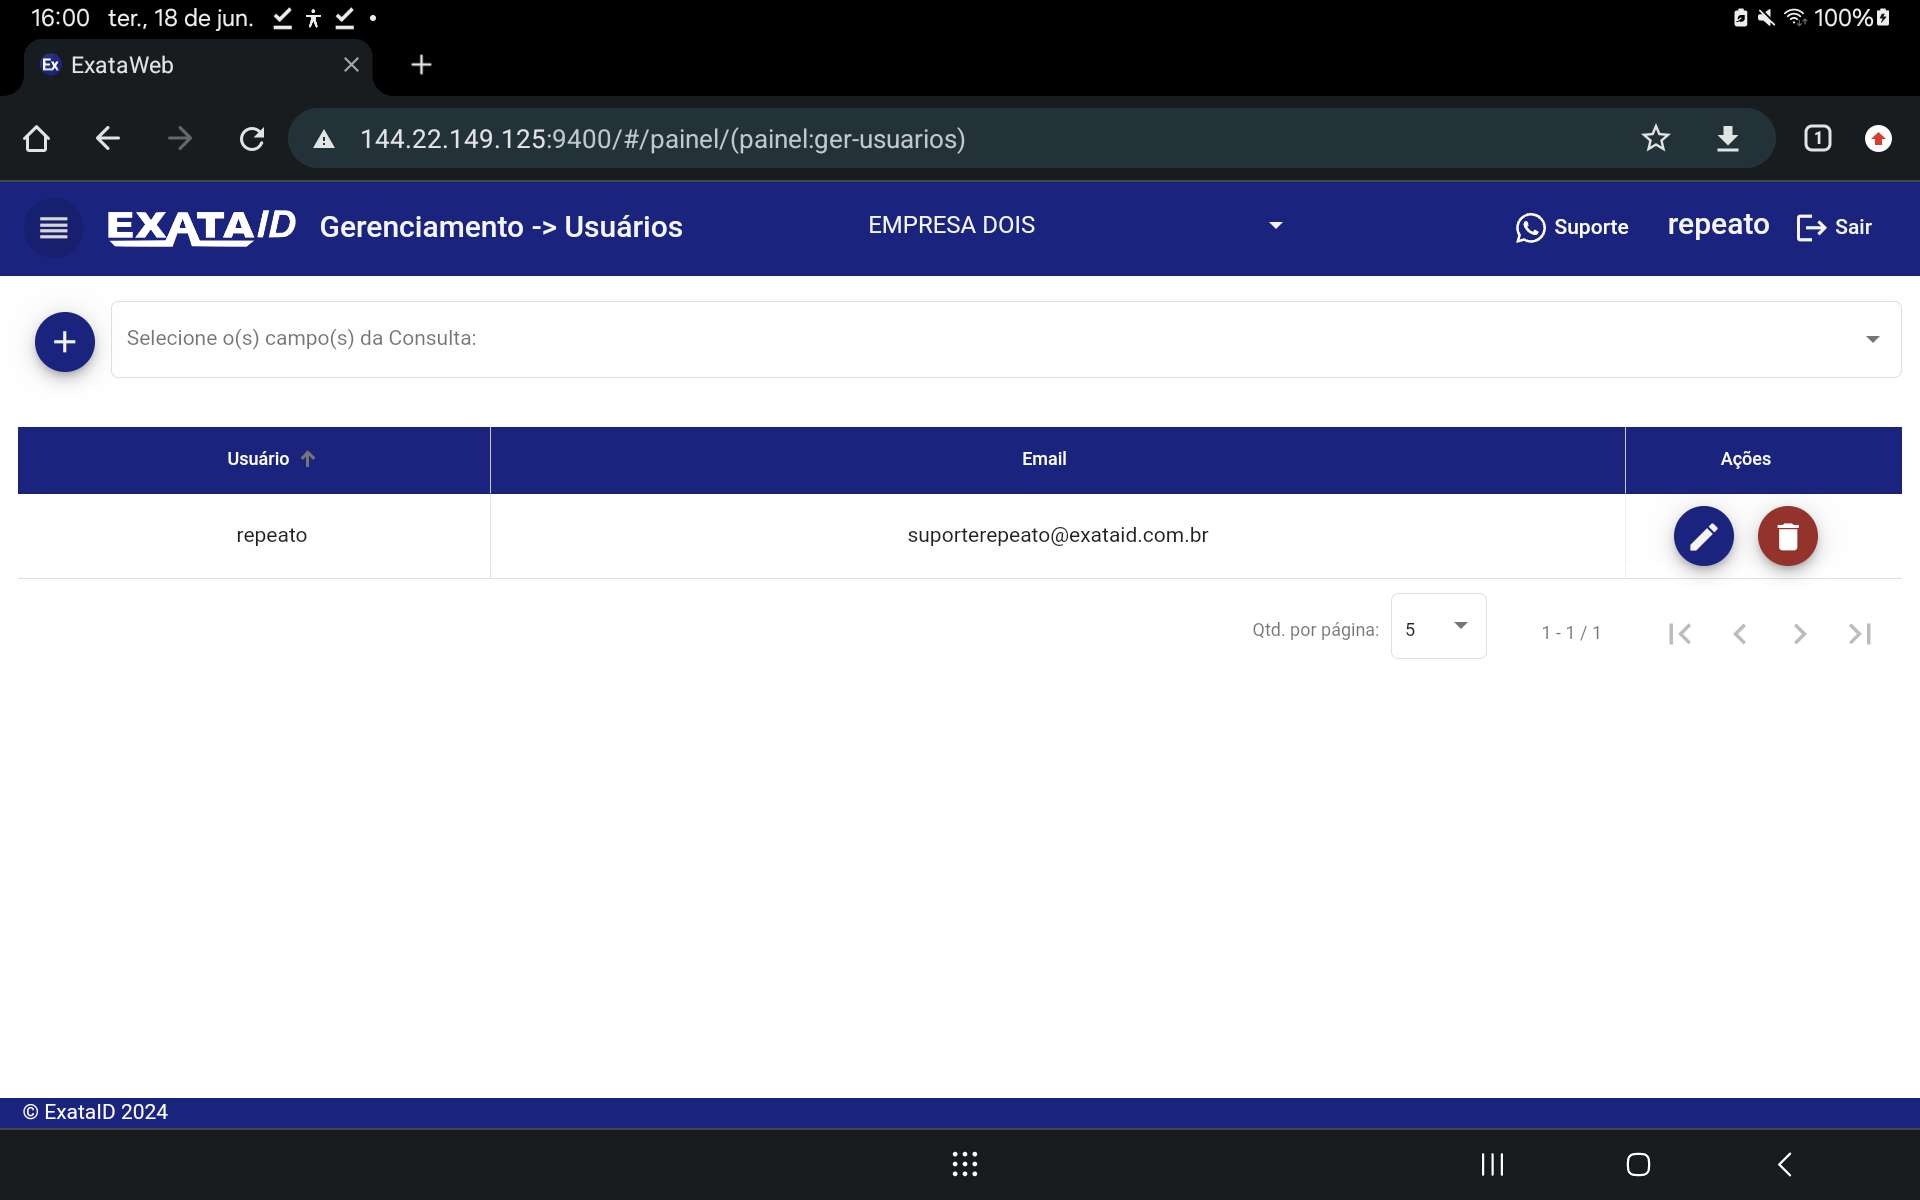 16:00 ter., 18 de jun. 100%
Ex ExataWeb
144.22.149.125:9400/#/painel/(painel:ger-usuarios) 1
EXATAID Gerenciamento -> Usuários EMPRESA DOIS Suporte repeato Sair
Selecione o(s) campo(s) da Consulta:
Usuário Email Ações
repeato suporterepeato@exataid.com.br
Qtd. por página: 5 1 - 1 / 1
© ExataID 2024